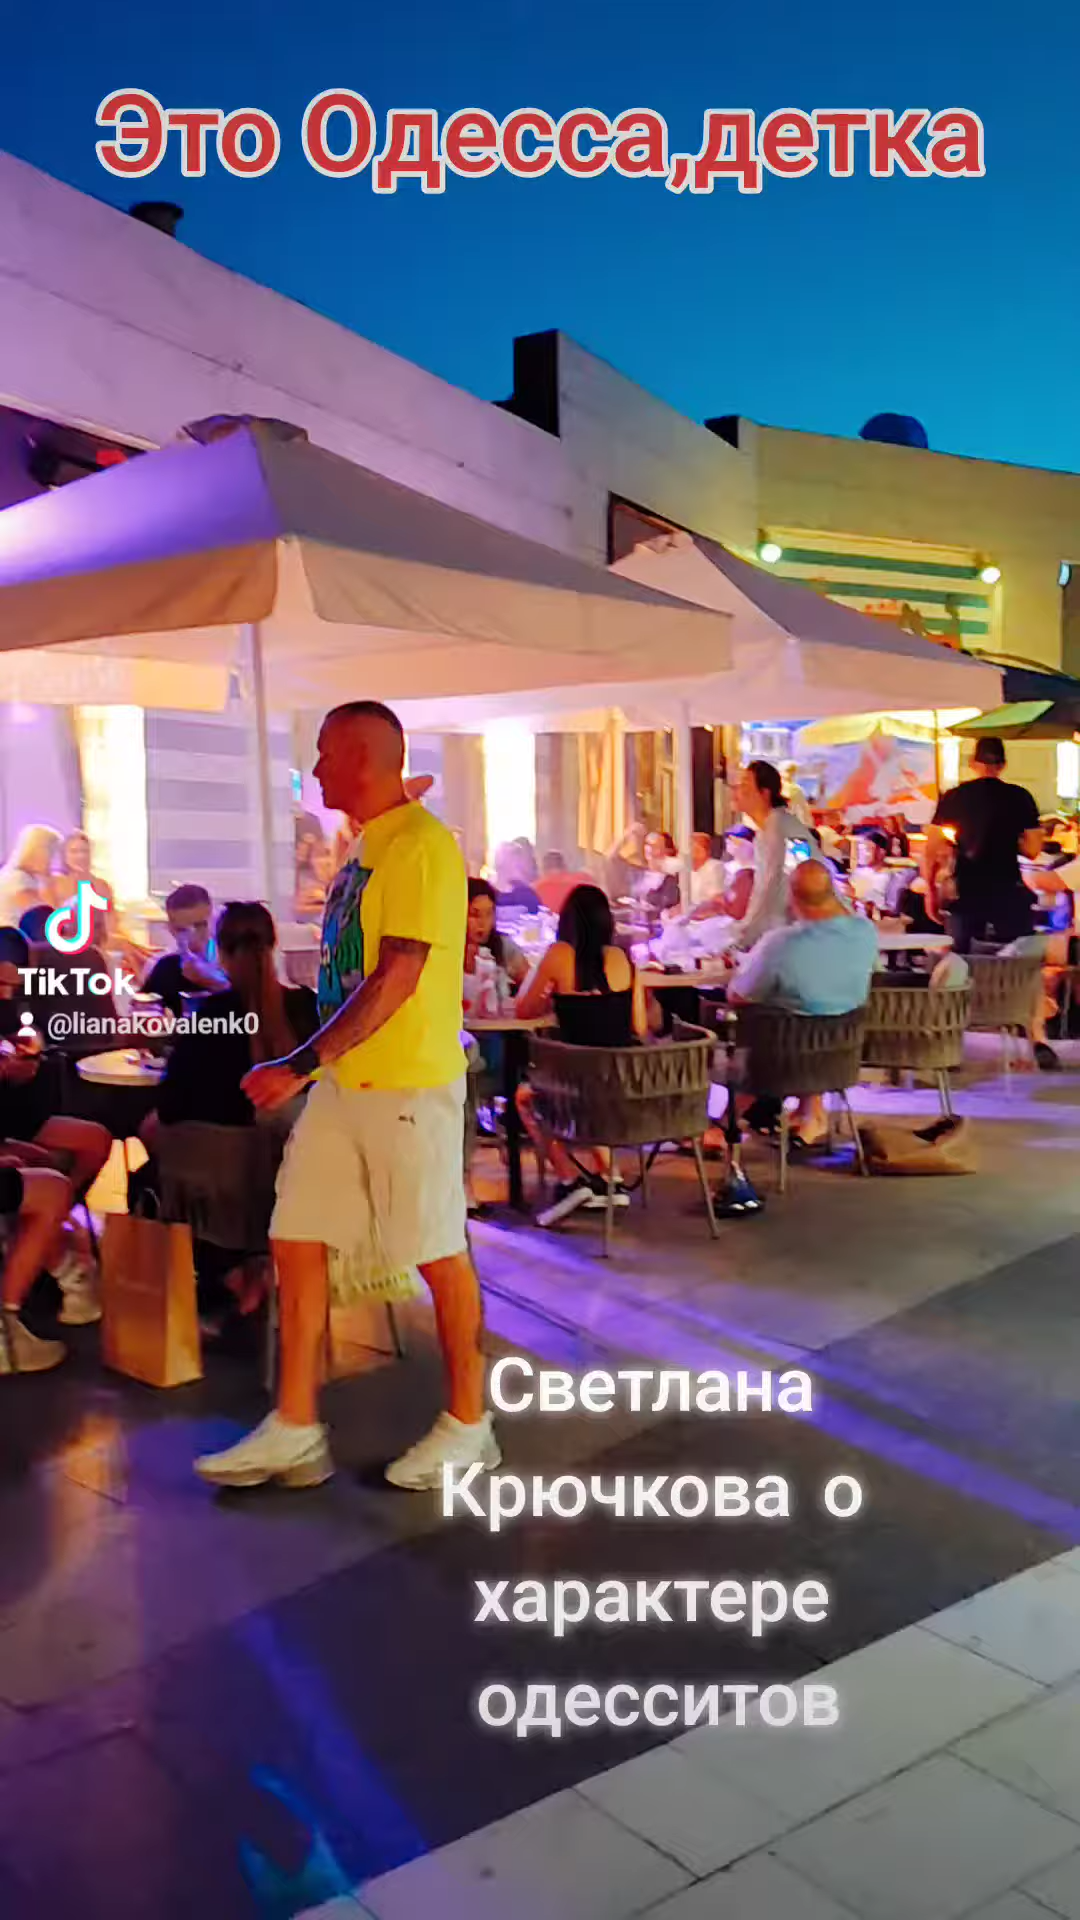 Это Одесса,детка
TikTok
@lianakovalenk0
Светлана
Крючкова о
характере
одесситов